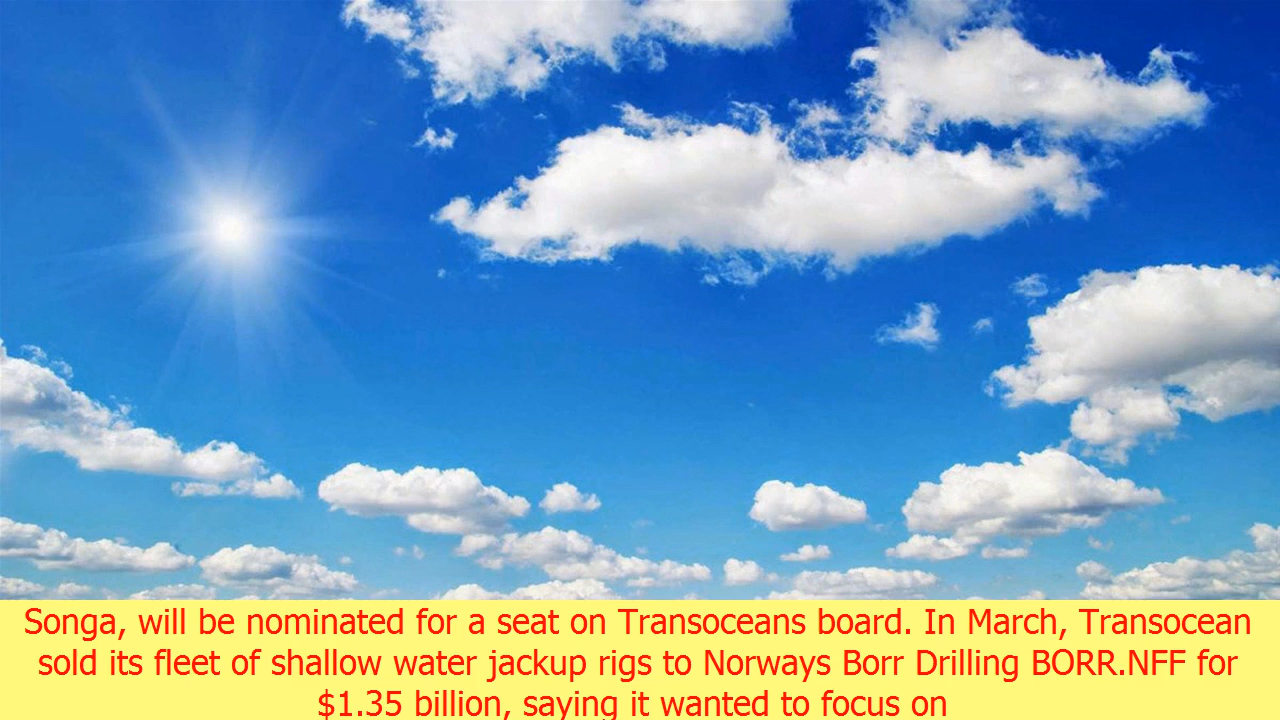 Songa, will be nominated for a seat on Transoceans board. In March, Transocean
sold its fleet of shallow water jackup rigs to Norways Borr Drilling BORR.NFF for
$1.35 billion, saying it wanted to focus on